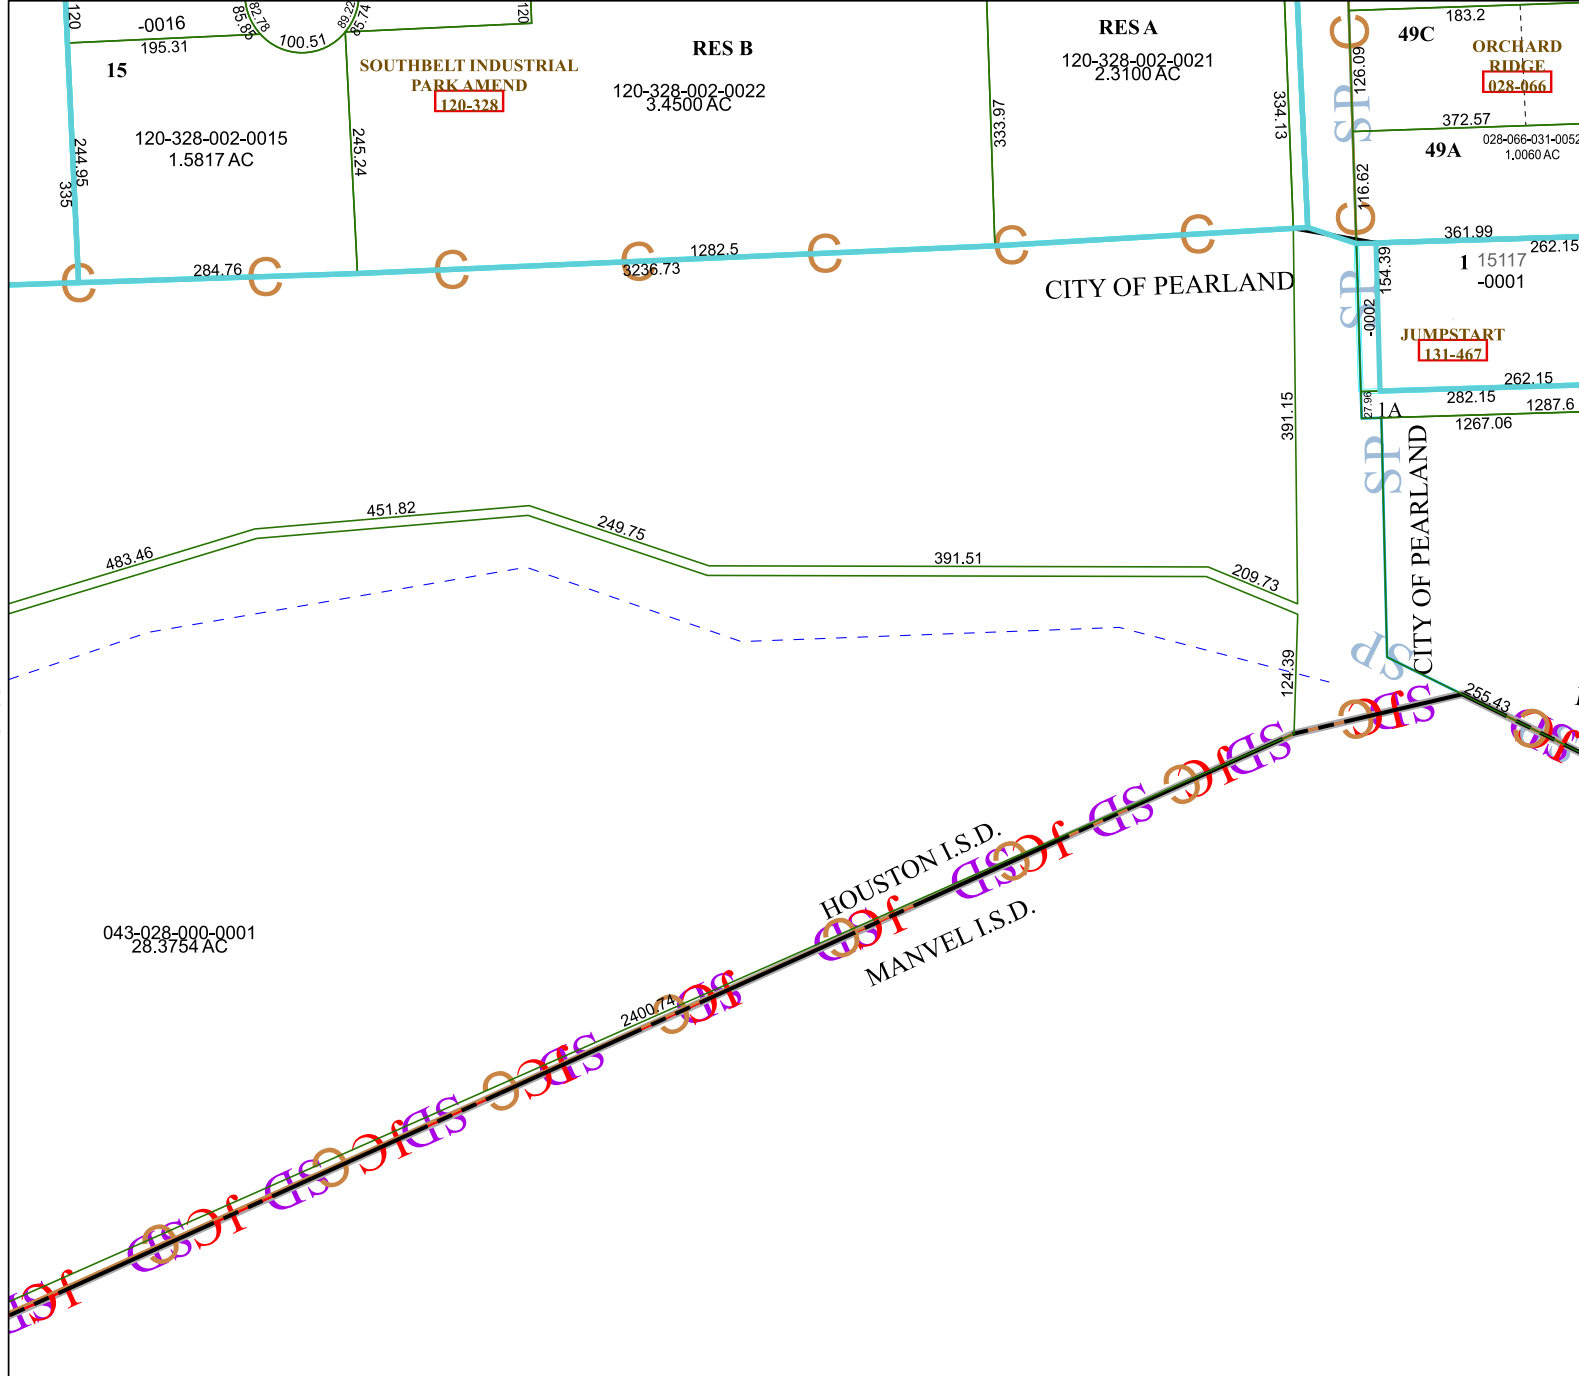 120
-0016
195.31
85.85
82.78
100.51
89.22
85.74
120
15
SOUTHBELT INDUSTRIAL
PARK AMEND
120-328
RES B
120-328-002-0022
3.4500 AC
RES A
120-328-002-0021
2.3100 AC
183.2
49C
ORCHARD
RIDGE
028-066
126.09
SP
334.13
333.97
372.57
49A
028-066-031-0052
1.0060 AC
120-328-002-0015
1.5817 AC
244.95
335
245.24
116.62
C
C
C
C
C
C
C
C
C
C
284.76
1282.5
3236.73
361.99
262.15
CITY OF PEARLAND
154.39
1 15117
-0001
SP
-0002
JUMPSTART
131-467
262.15
282.15
1287.6
27.96
1A
1267.06
391.15
SP
CITY OF PEARLAND
451.82
249.75
483.46
391.51
209.73
124.39
SP
255.43
HOUSTON I.S.D.
MANVEL I.S.D.
043-028-000-0001
28.3754 AC
2400.74